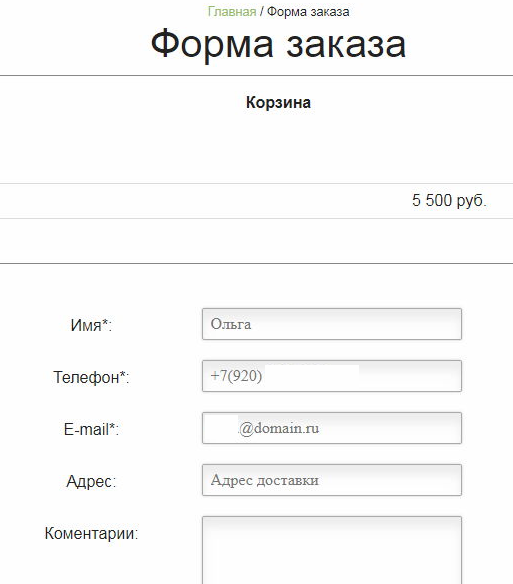 Главная / Форма заказа
Форма заказа
Корзина
5 500 руб.
Имя*:
Ольга
Телефон*:
+7(920)
E-mail*:
@domain.ru
Адрес:
Адрес доставки
Коментарии: